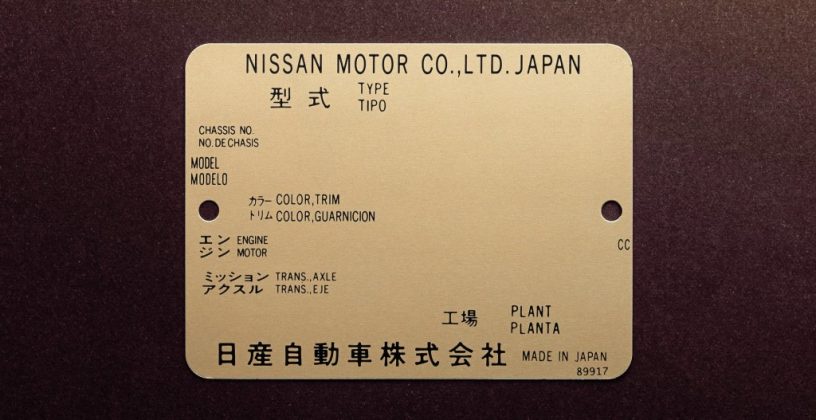 NISSAN MOTOR CO.,LTD. JAPAN
型式 TYPE
TIPO
CHASSIS NO.
NO.DE CHASIS
MODEL
MODELO
カラー COLOR,TRIM
トリム COLOR,GUARNICION
エン ENGINE
ジン MOTOR
CC
ミッション TRANS.,AXLE
アクスル TRANS.,EJE
工場 PLANT
PLANTA
日産自動車株式会社 MADE IN JAPAN
89917